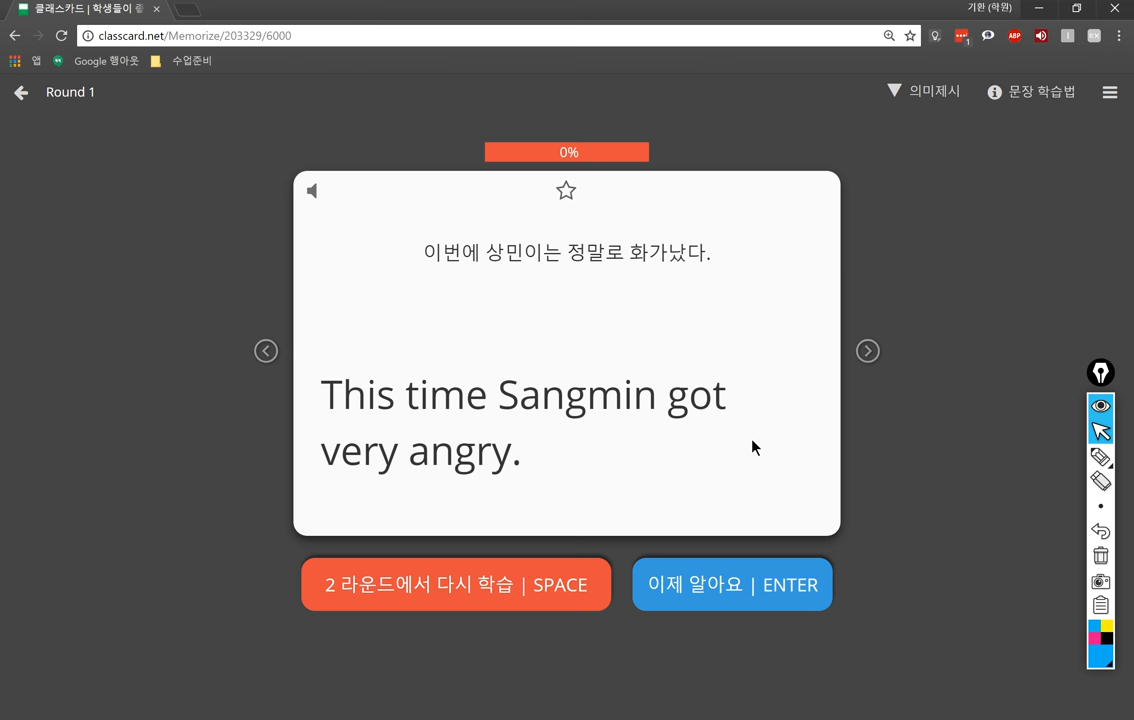 클래스카드 | 학생들이 즐
기환 (학원)
classcard.net/Memorize/203329/6000
1
ABP
앱
Google 행아웃
수업준비
Round 1
의미제시
문장 학습법
0%
이번에 상민이는 정말로 화가났다.
This time Sangmin got
very angry.
2 라운드에서 다시 학습 | SPACE
이제 알아요 | ENTER